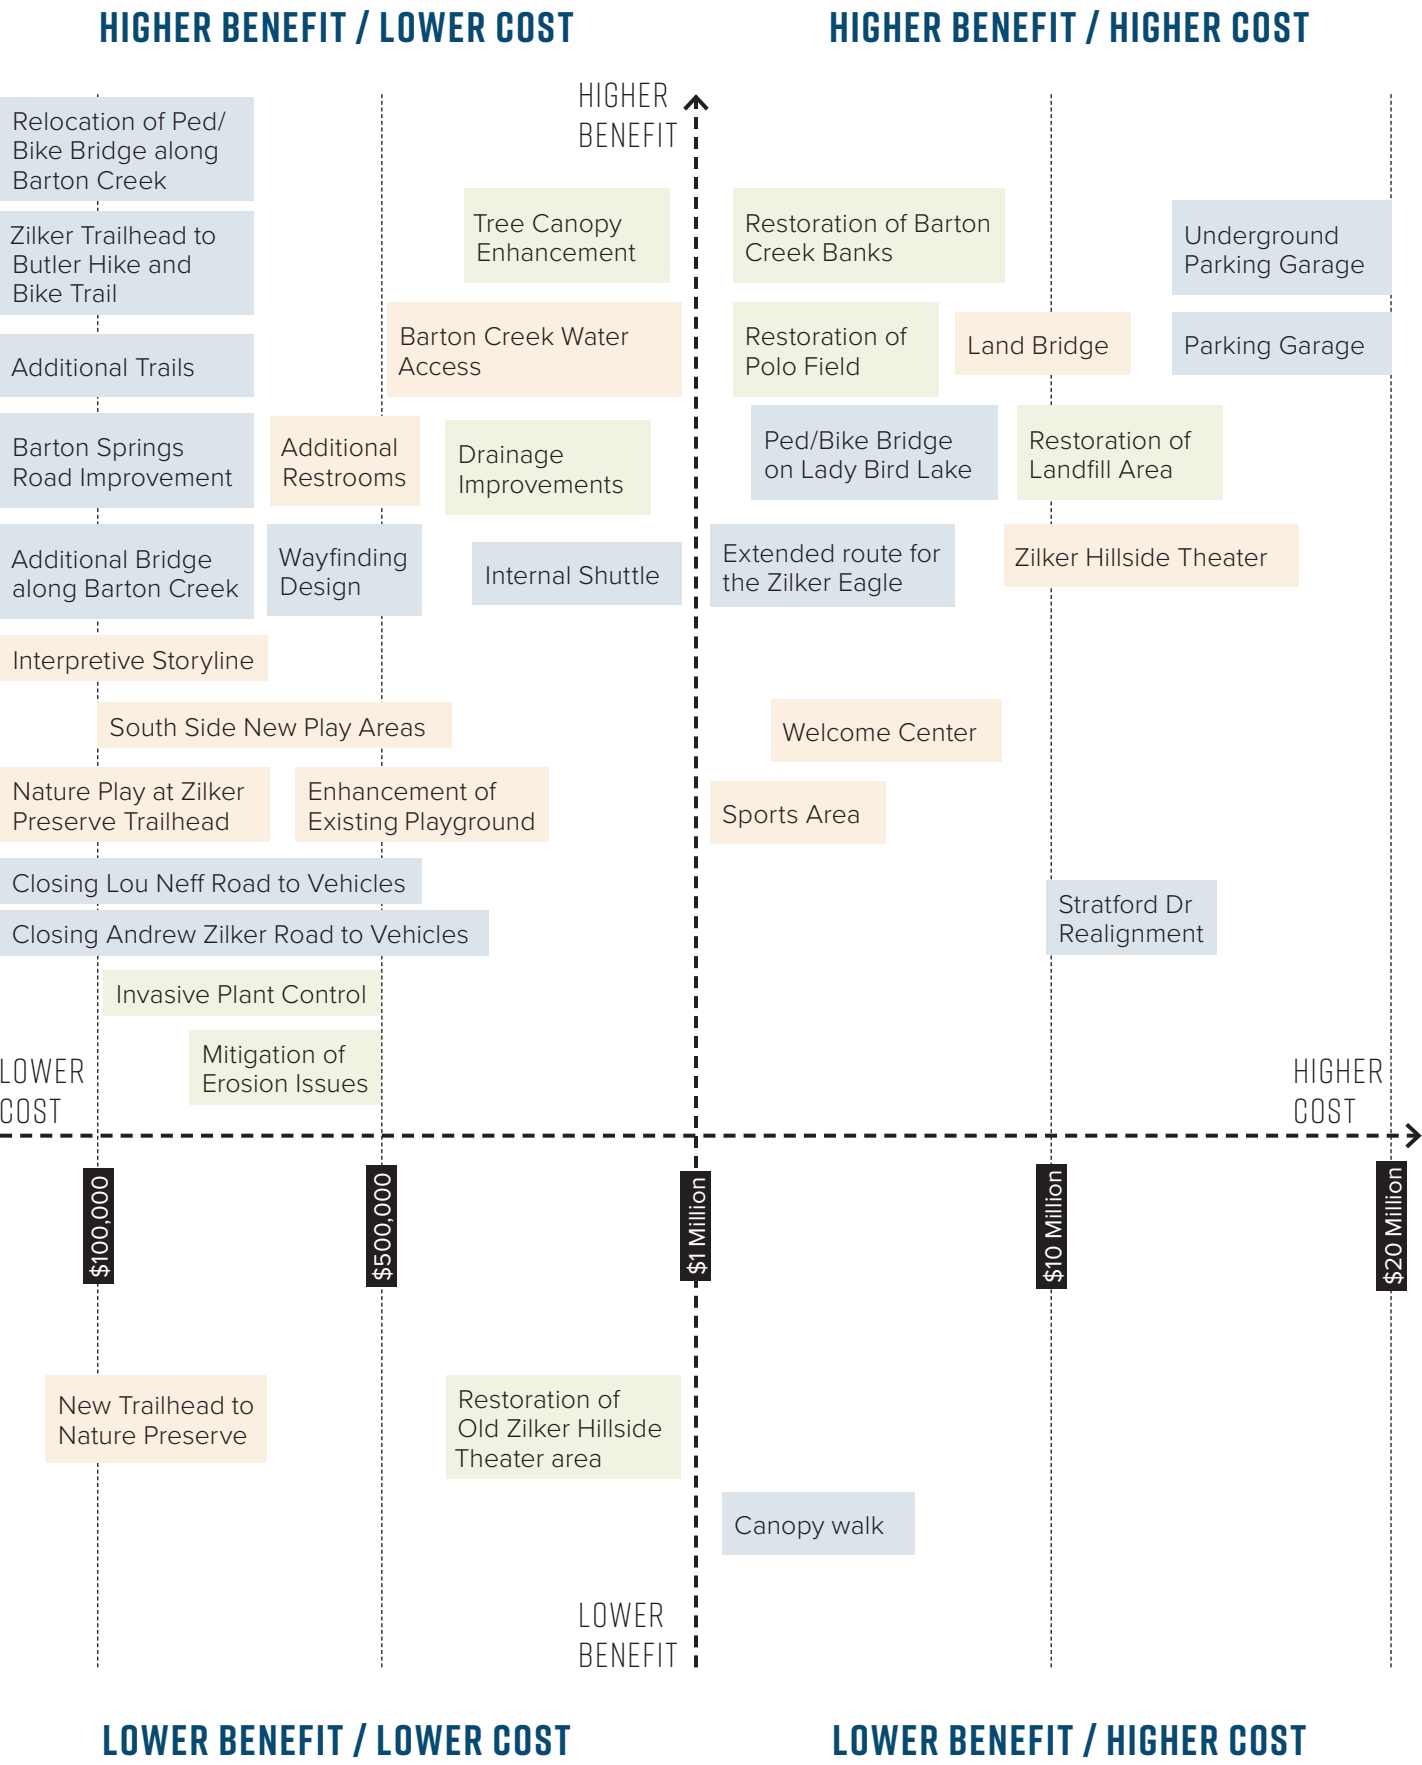 HIGHER BENEFIT / LOWER COST
HIGHER BENEFIT / HIGHER COST
HIGHER
BENEFIT
Relocation of Ped/
Bike Bridge along
Barton Creek
Zilker Trailhead to
Butler Hike and
Bike Trail
Additional Trails
Barton Springs
Road Improvement
Additional Bridge
along Barton Creek
Tree Canopy
Enhancement
Barton Creek Water
Access
Additional
Restrooms
Drainage
Improvements
Wayfinding
Design
Internal Shuttle
Interpretive Storyline
South Side New Play Areas
Nature Play at Zilker
Preserve Trailhead
Enhancement of
Existing Playground
Closing Lou Neff Road to Vehicles
Closing Andrew Zilker Road to Vehicles
Invasive Plant Control
Mitigation of
Erosion Issues
Restoration of Barton
Creek Banks
Underground
Parking Garage
Restoration of
Polo Field
Land Bridge
Parking Garage
Ped/Bike Bridge
on Lady Bird Lake
Restoration of
Landfill Area
Extended route for
the Zilker Eagle
Zilker Hillside Theater
Welcome Center
Sports Area
Stratford Dr
Realignment
LOWER
COST
HIGHER
COST
$100,000
$500,000
$1 Million
$10 Million
$20 Million
New Trailhead to
Nature Preserve
Restoration of
Old Zilker Hillside
Theater area
Canopy walk
LOWER
BENEFIT
LOWER BENEFIT / LOWER COST
LOWER BENEFIT / HIGHER COST